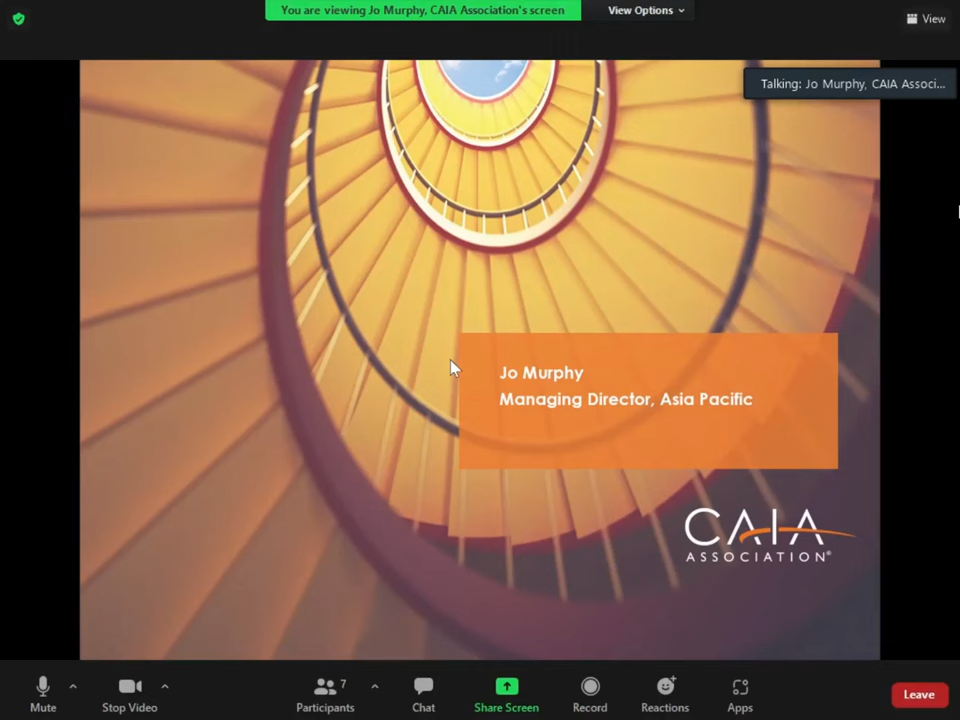 You are viewing Jo Murphy, CAIA Association's screen
View Options
View
Talking: Jo Murphy, CAIA Associ...
Jo Murphy
Managing Director, Asia Pacific
CAIA
ASSOCIATION®
Mute
Stop Video
7
Participants
Chat
Share Screen
Record
Reactions
Apps
Leave